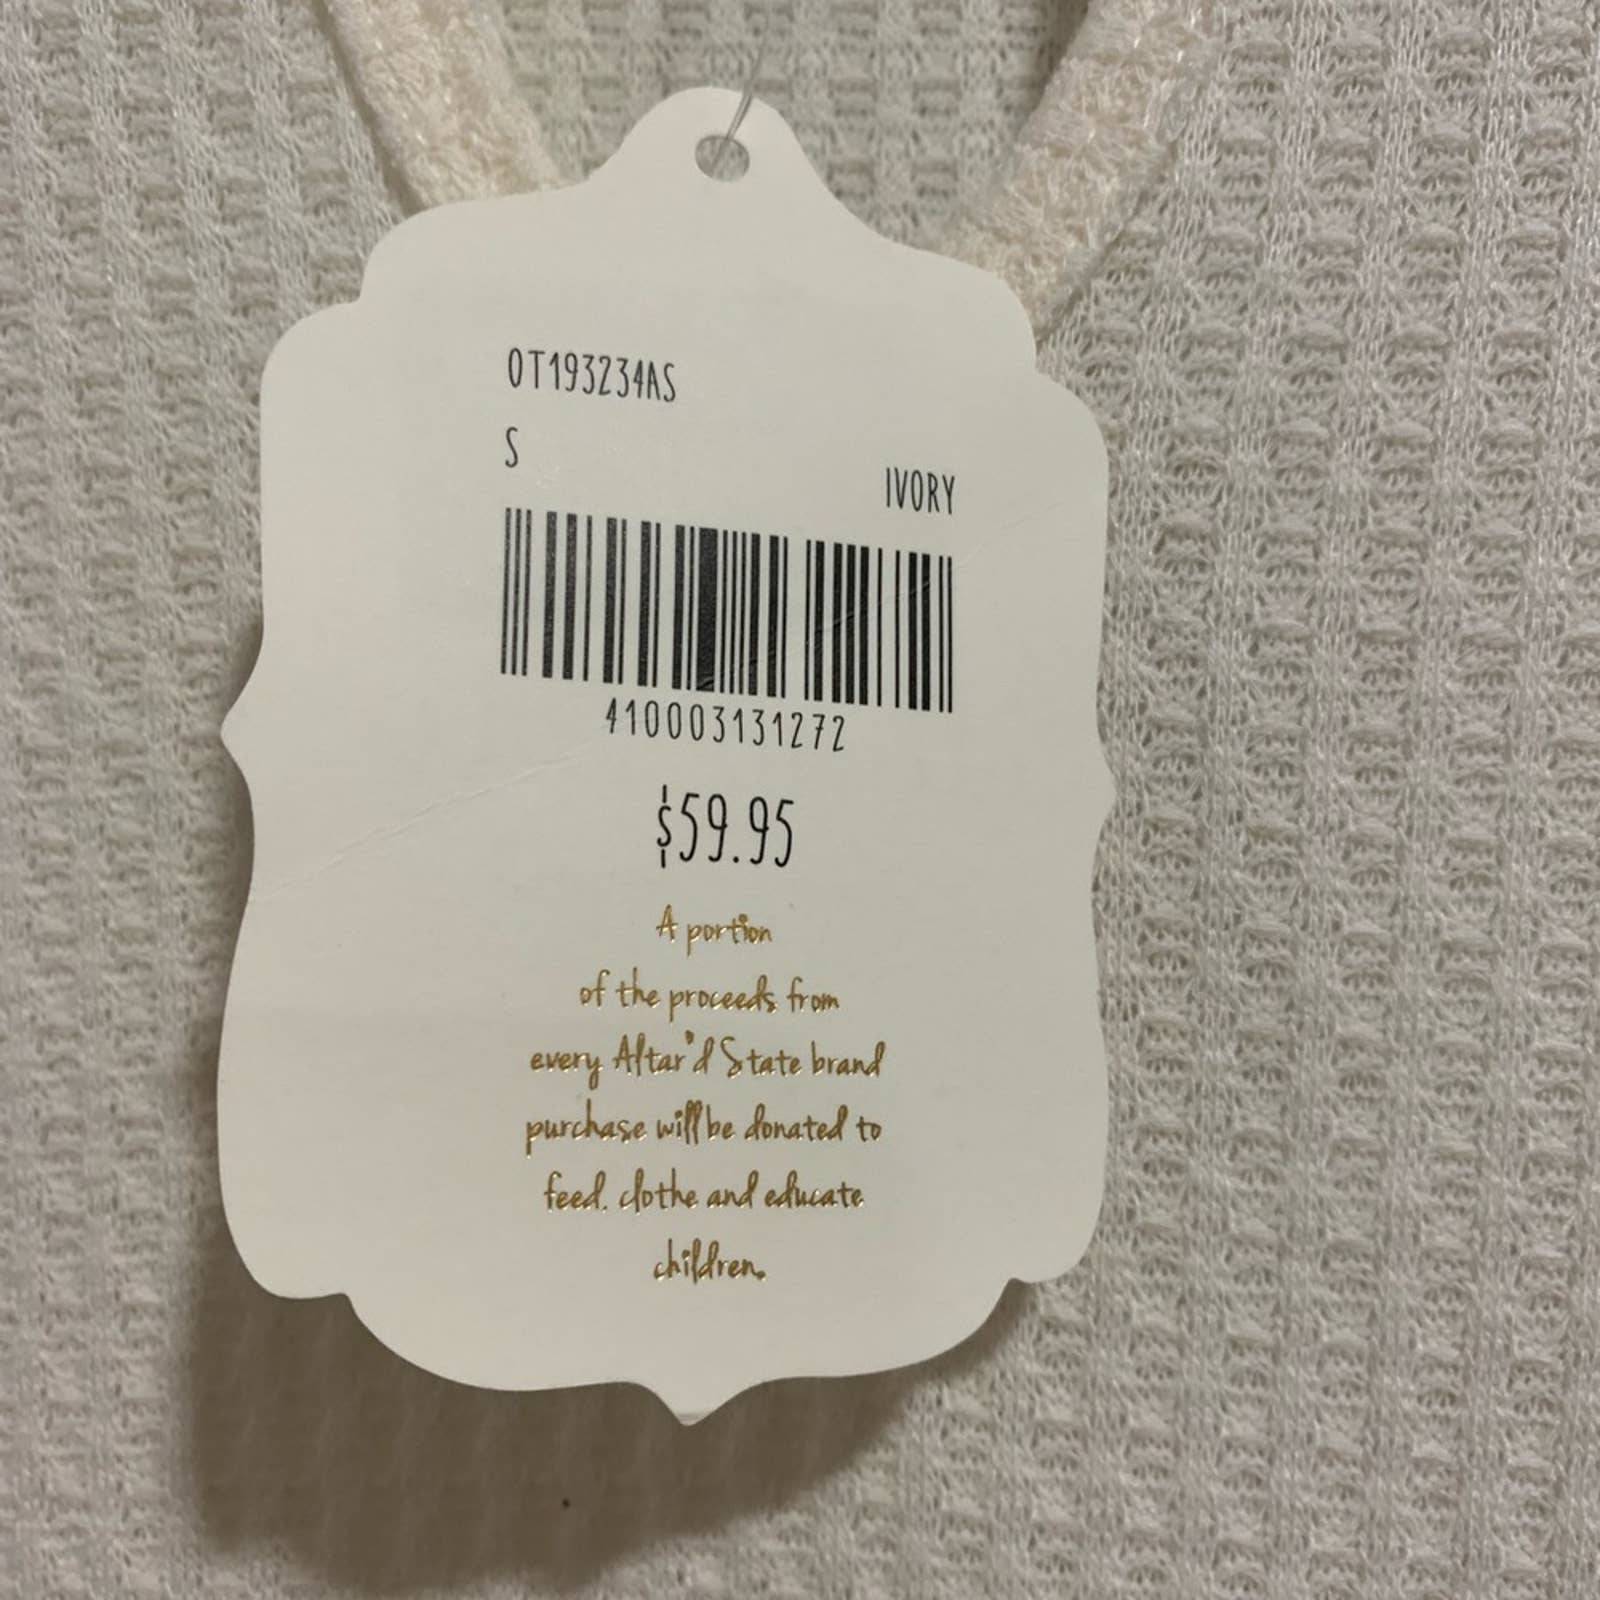 OT193234AS
S
IVORY
410003131272
$59.95
A portion
of the proceeds from
every Altar'd State brand
purchase will be donated to
feed, clothe and educate
children.